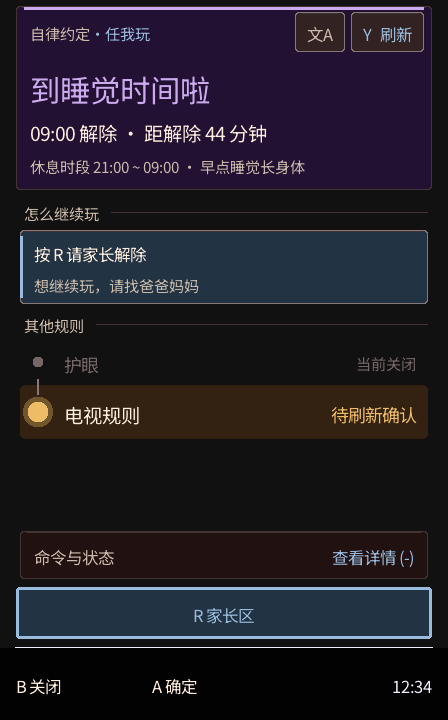 自律约定・任我玩
文A
Y 刷新
到睡觉时间啦
09:00 解除 · 距解除 44 分钟
休息时段 21:00 ~ 09:00 · 早点睡觉长身体
怎么继续玩
按 R 请家长解除
想继续玩，请找爸爸妈妈
其他规则
护眼 当前关闭
电视规则 待刷新确认
命令与状态 查看详情 (-)
R 家长区
B 关闭 A 确定 12:34